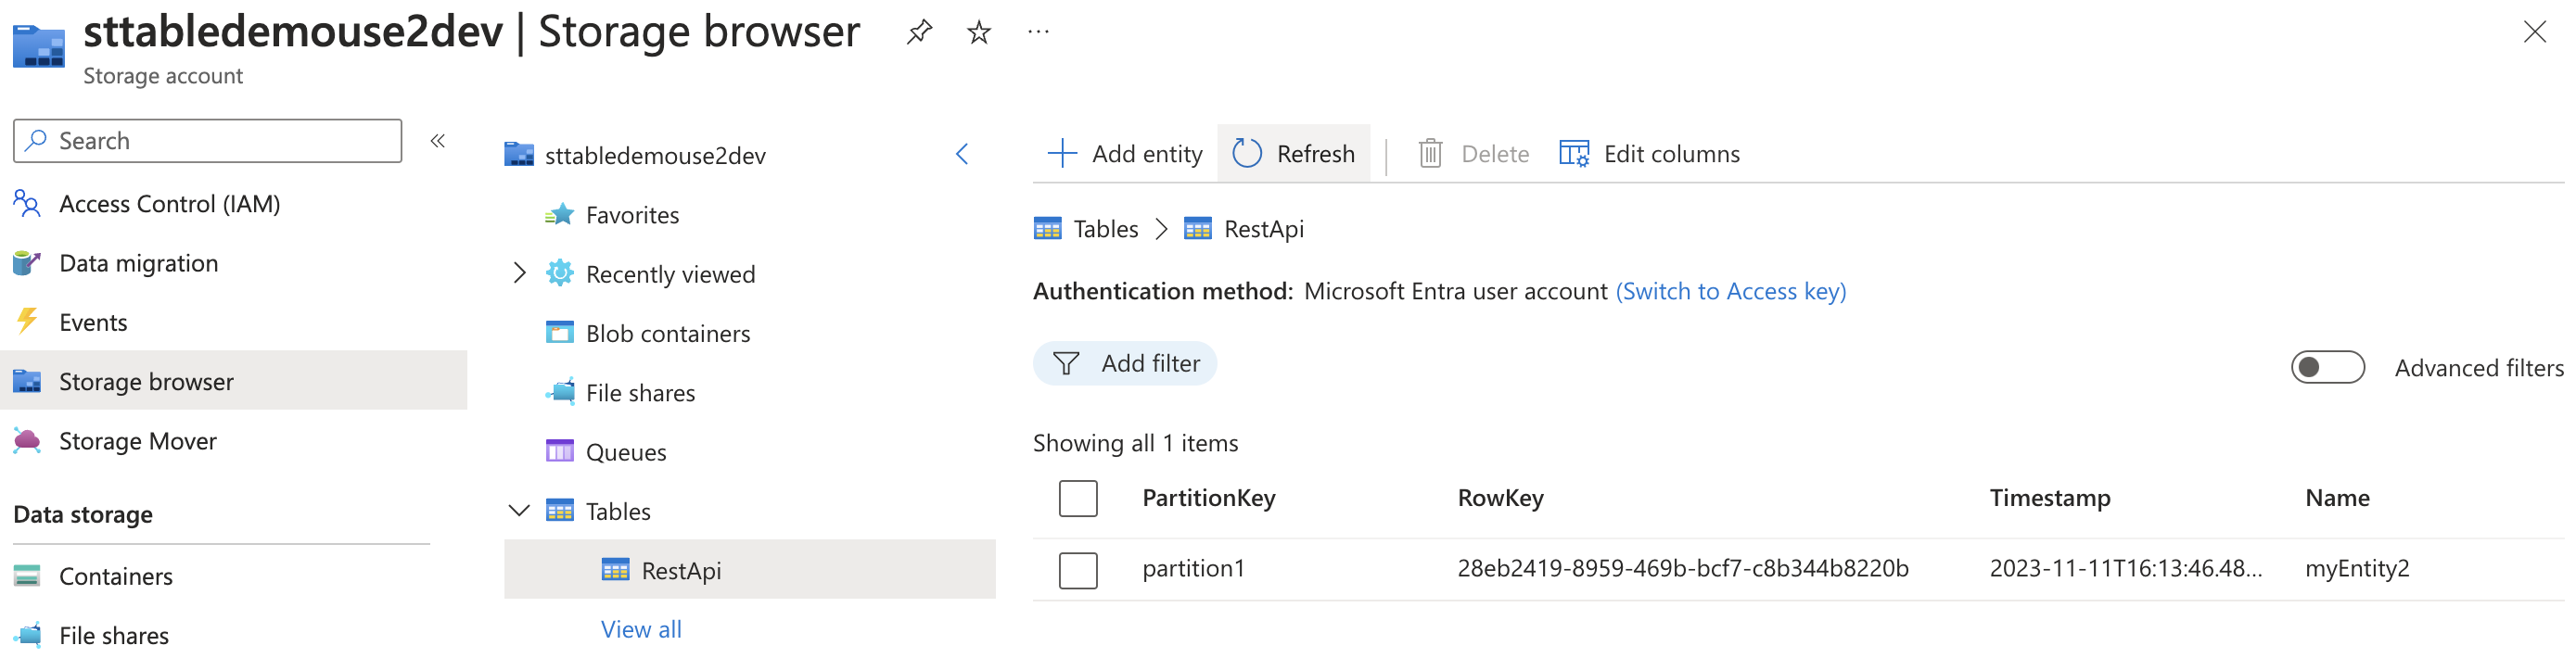 sttabledemouse2dev | Storage browser
Storage account
Search
Access Control (IAM)
Data migration
Events
Storage browser
Storage Mover
Data storage
Containers
File shares
sttabledemouse2dev
Favorites
Recently viewed
Blob containers
File shares
Queues
Tables
RestApi
View all
Add entity Refresh Delete Edit columns
Tables > RestApi
Authentication method: Microsoft Entra user account (Switch to Access key)
Add filter
Advanced filters
Showing all 1 items
PartitionKey RowKey Timestamp Name
partition1 28eb2419-8959-469b-bcf7-c8b344b8220b 2023-11-11T16:13:46.48... myEntity2